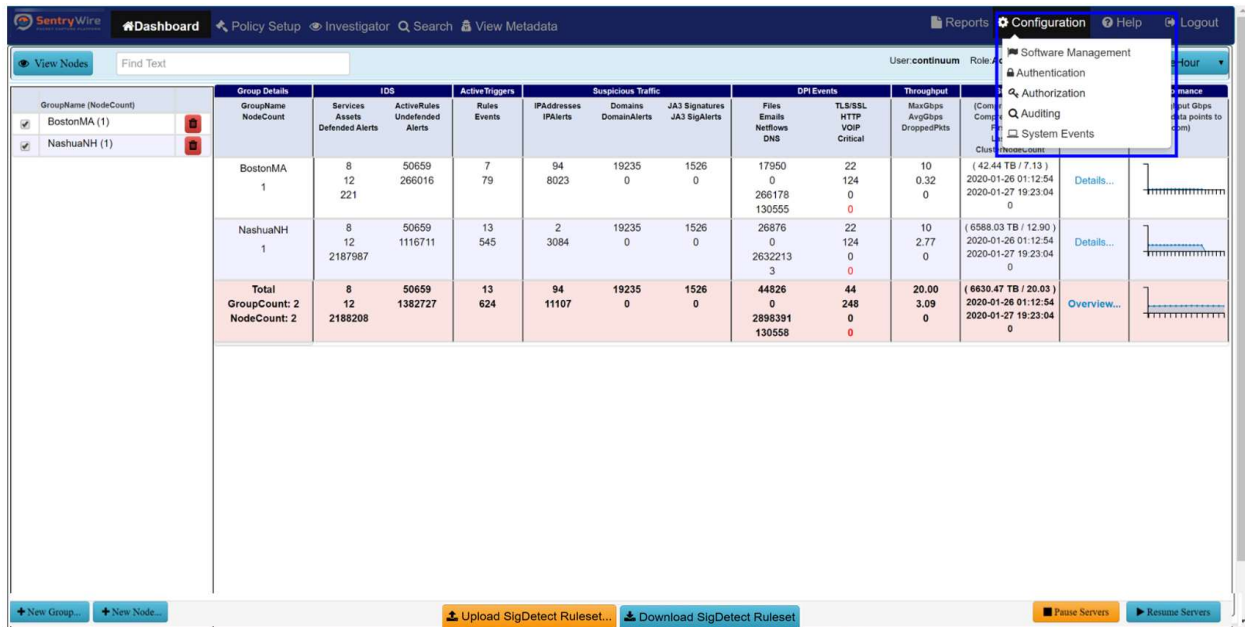 SentryWire
Dashboard
Policy Setup
Investigator
Search
View Metadata
Reports
Configuration
Help
Logout
View Nodes
Find Text
User:continuum
Software Management
Authentication
Authorization
Auditing
System Events
GroupName (NodeCount)
BostonMA (1)
NashuaNH (1)
Group Details IDS ActiveTriggers Suspicious Traffic DPI Events Throughput
GroupName Services ActiveRules Rules IPAddresses Domains JA3 Signatures Files TLS/SSL MaxGbps
NodeCount Assets Undefended Events IPAlerts DomainAlerts JA3 SigAlerts Emails HTTP AvgGbps
Defended Alerts Alerts Netflows VOIP DroppedPkts
DNS Critical
ClusterNodeCount
BostonMA 8 50659 7 94 19235 1526 17950 22 10 ( 42.44 TB / 7.13 )
1 12 266016 79 8023 0 0 0 124 0.32 2020-01-26 01:12:54 Details...
221 266178 0 0 2020-01-27 19:23:04
130555 0 0
NashuaNH 8 50659 13 2 19235 1526 26876 22 10 ( 6588.03 TB / 12.90 )
1 12 1116711 545 3084 0 0 0 124 2.77 2020-01-26 01:12:54 Details...
2187987 2632213 0 0 2020-01-27 19:23:04
3 0 0
Total 8 50659 13 94 19235 1526 44826 44 20.00 ( 6630.47 TB / 20.03 )
GroupCount: 2 12 1382727 624 11107 0 0 0 248 3.09 2020-01-26 01:12:54 Overview...
NodeCount: 2 2188208 2898391 0 0 2020-01-27 19:23:04
130558 0 0
New Group...
New Node...
Upload SigDetect Ruleset...
Download SigDetect Ruleset
Pause Servers
Resume Servers